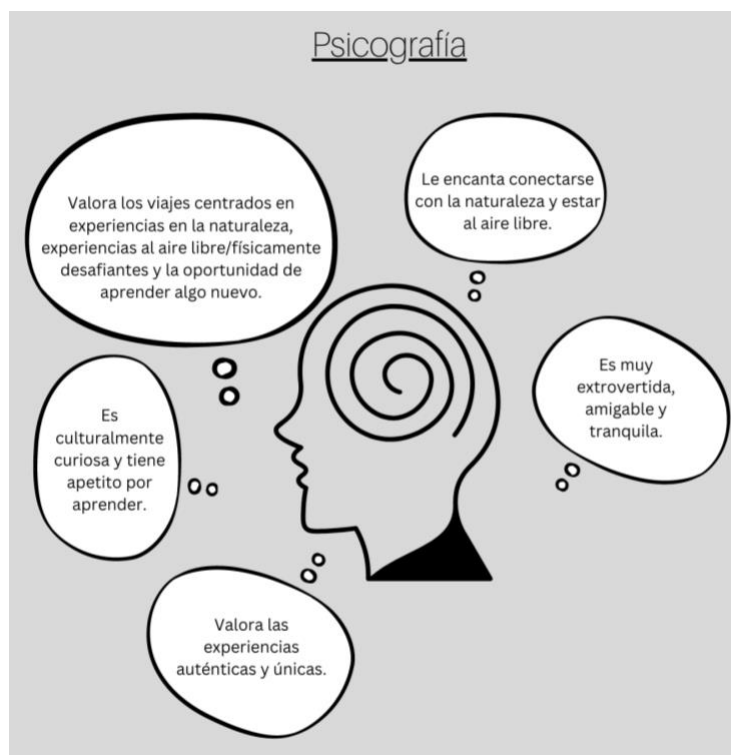 Psicografía
Valora los viajes centrados en
experiencias en la naturaleza,
experiencias al aire libre/físicamente
desafiantes y la oportunidad de
aprender algo nuevo.
Le encanta conectarse
con la naturaleza y estar
al aire libre.
Es muy
extrovertida,
amigable y
tranquila.
Es
culturalmente
curiosa y tiene
apetito por
aprender.
Valora las
experiencias
auténticas y únicas.